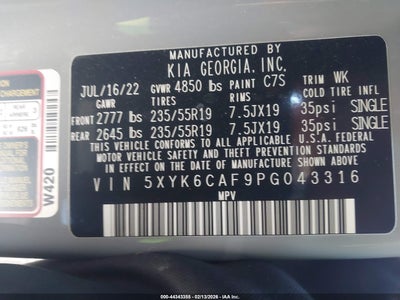 MANUFACTURED BY
KIA GEORGIA, INC.
JUL/16/22 GVWR 4850 lbs PAINT C7S TRIM WK
TIRES RIMS COLD TIRE INFL
FRONT 2777 lbs 235/55R19 7.5JX19 35psi SINGLE
REAR 2645 lbs 235/55R19 7.5JX19 35psi SINGLE
THIS VEHICLE CONFORMS TO ALL APPLICABLE
U.S.A. FEDERAL MOTOR VEHICLE
SAFETY AND THEFT PREVENTION STANDARDS
IN EFFECT ON THE DATE OF MANUFACTURE SHOWN ABOVE.
VIN 5XYK6CAF9PG043316
MPV
W420
000-44343355 - 02/13/2026 - IAA Inc.